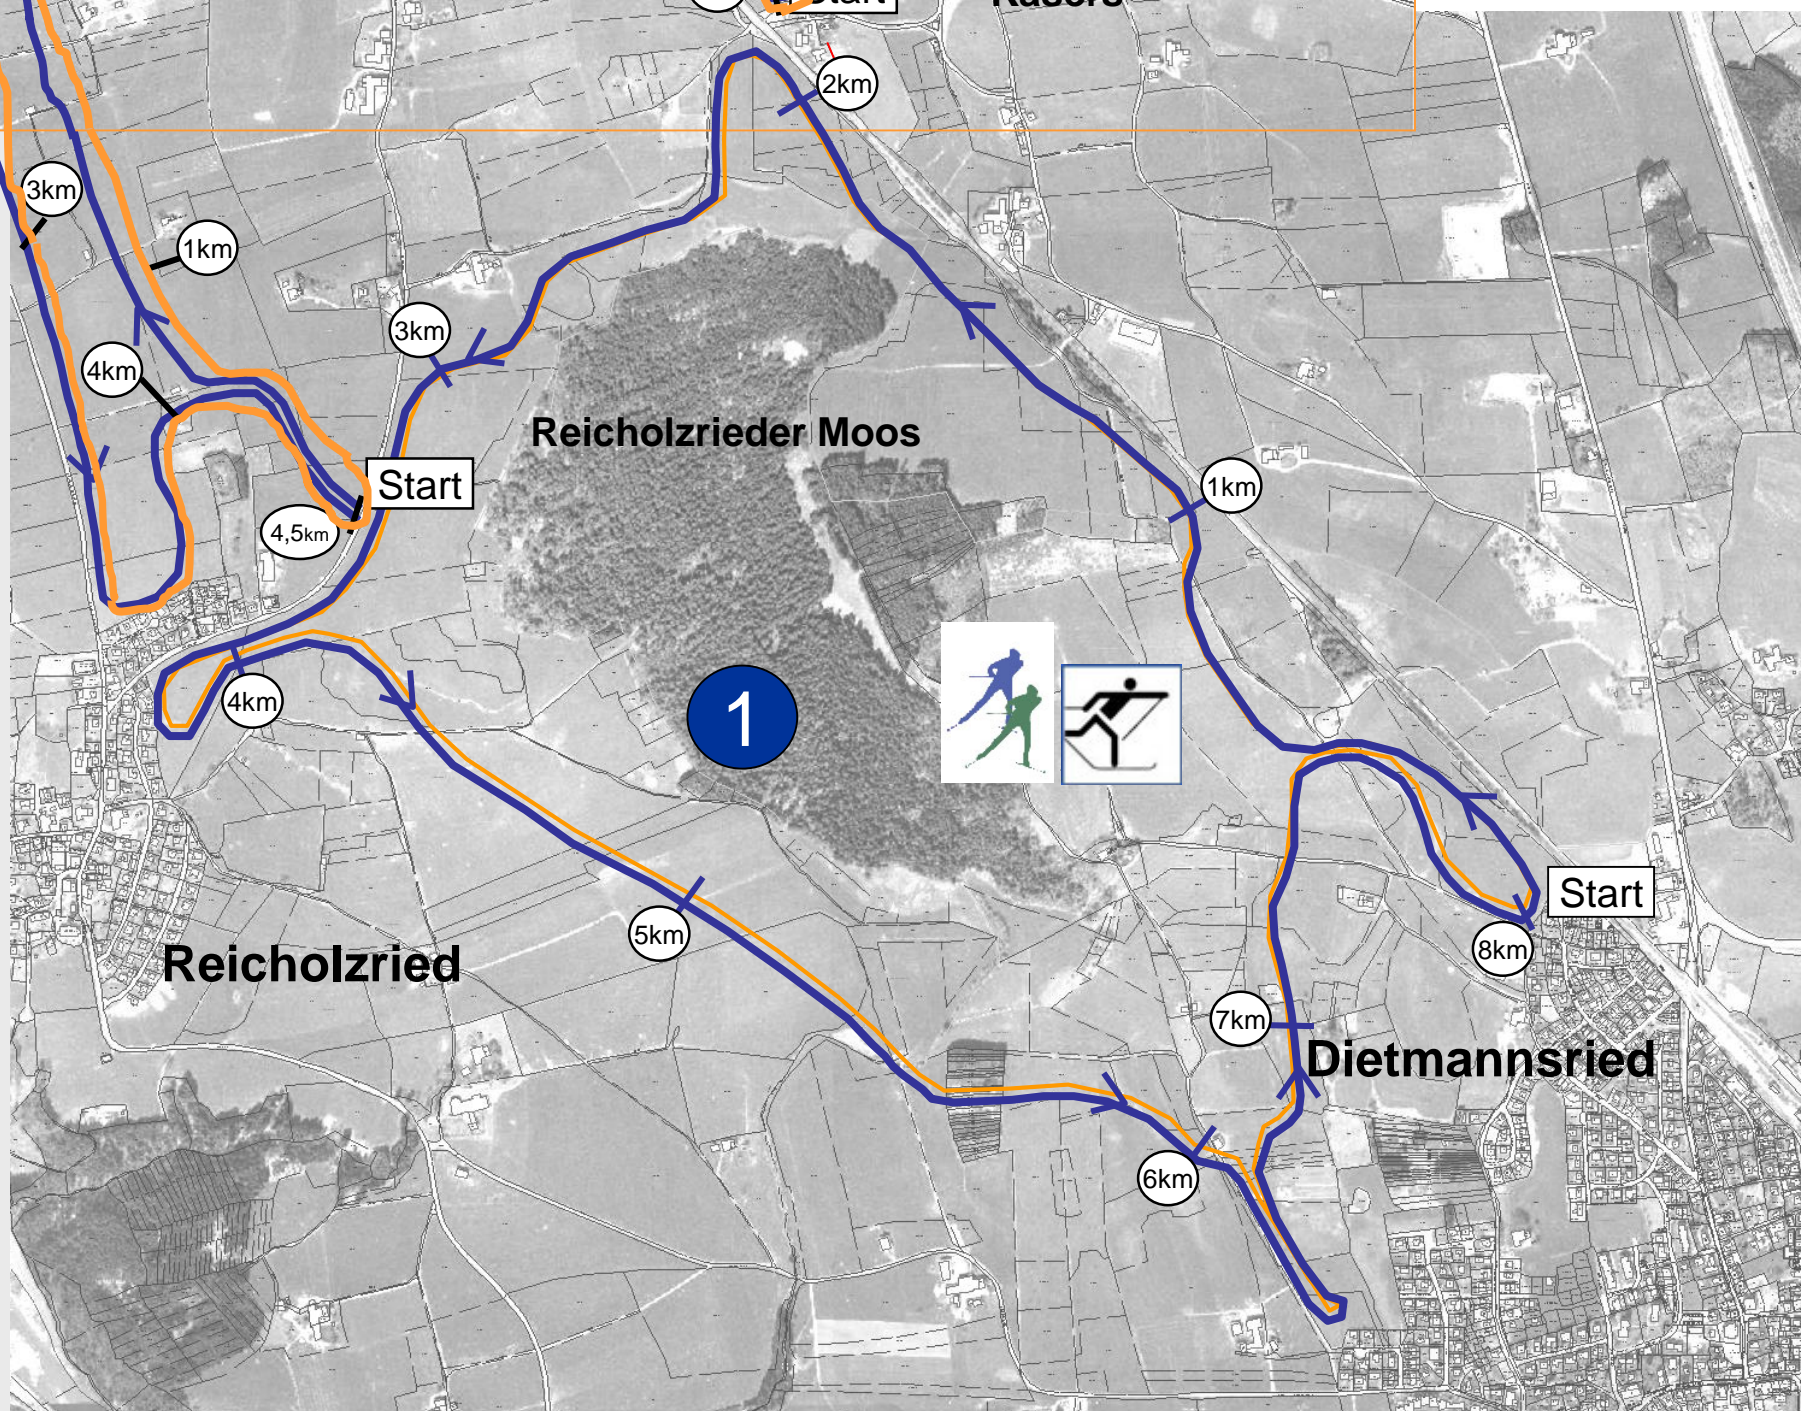 2km
3km
1km
3km
4km
Reicholzrieder Moos
Start
1km
4,5km
4km
1
Start
5km
8km
Reicholzried
7km
Dietmannsried
6km